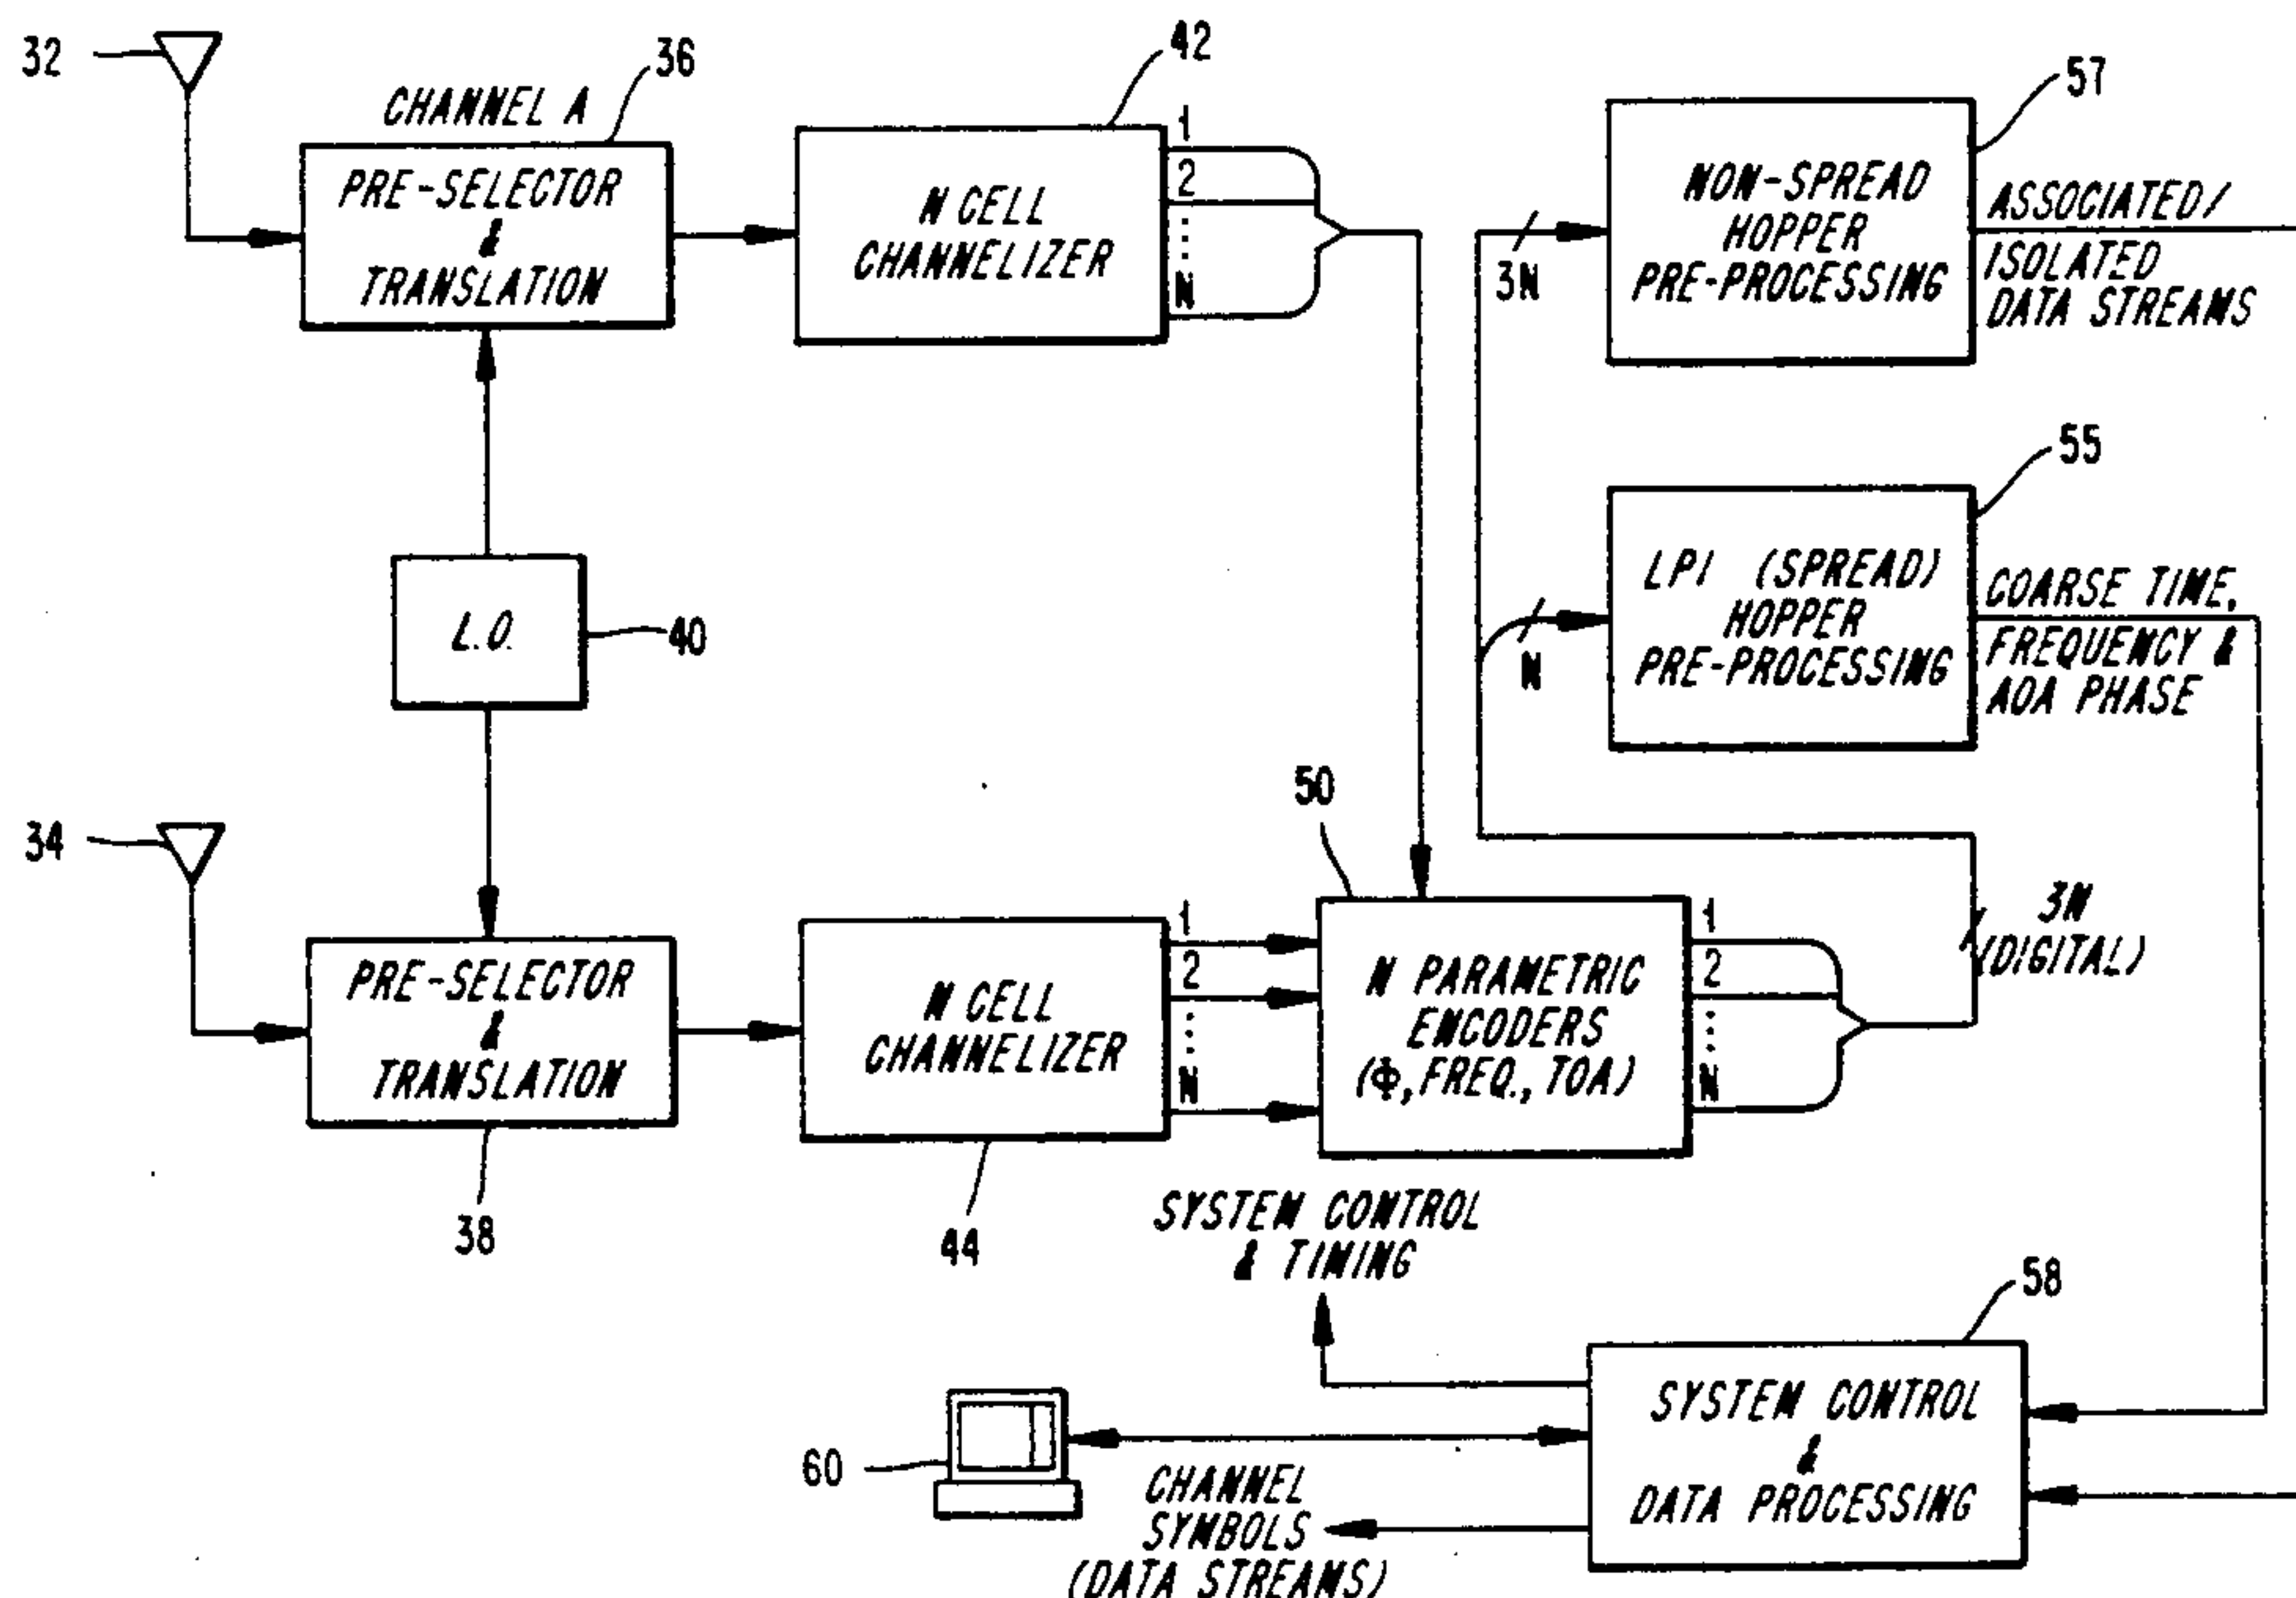 32
CHANNEL A
36
PRE-SELECTOR
&
TRANSLATION
42
N CELL
CHANNELIZER
1
2
N
57
NON-SPREAD
HOPPER
PRE-PROCESSING
3N
ASSOCIATED/
ISOLATED
DATA STREAMS
L.O.
40
55
LPI (SPREAD)
HOPPER
PRE-PROCESSING
N
COARSE TIME,
FREQUENCY &
AOA PHASE
34
PRE-SELECTOR
&
TRANSLATION
38
N CELL
CHANNELIZER
44
1
2
N
50
N PARAMETRIC
ENCODERS
(Φ, FREQ., TOA)
1
2
N
3N
(DIGITAL)
SYSTEM CONTROL
& TIMING
58
SYSTEM CONTROL
&
DATA PROCESSING
60
CHANNEL
SYMBOLS
(DATA STREAMS)